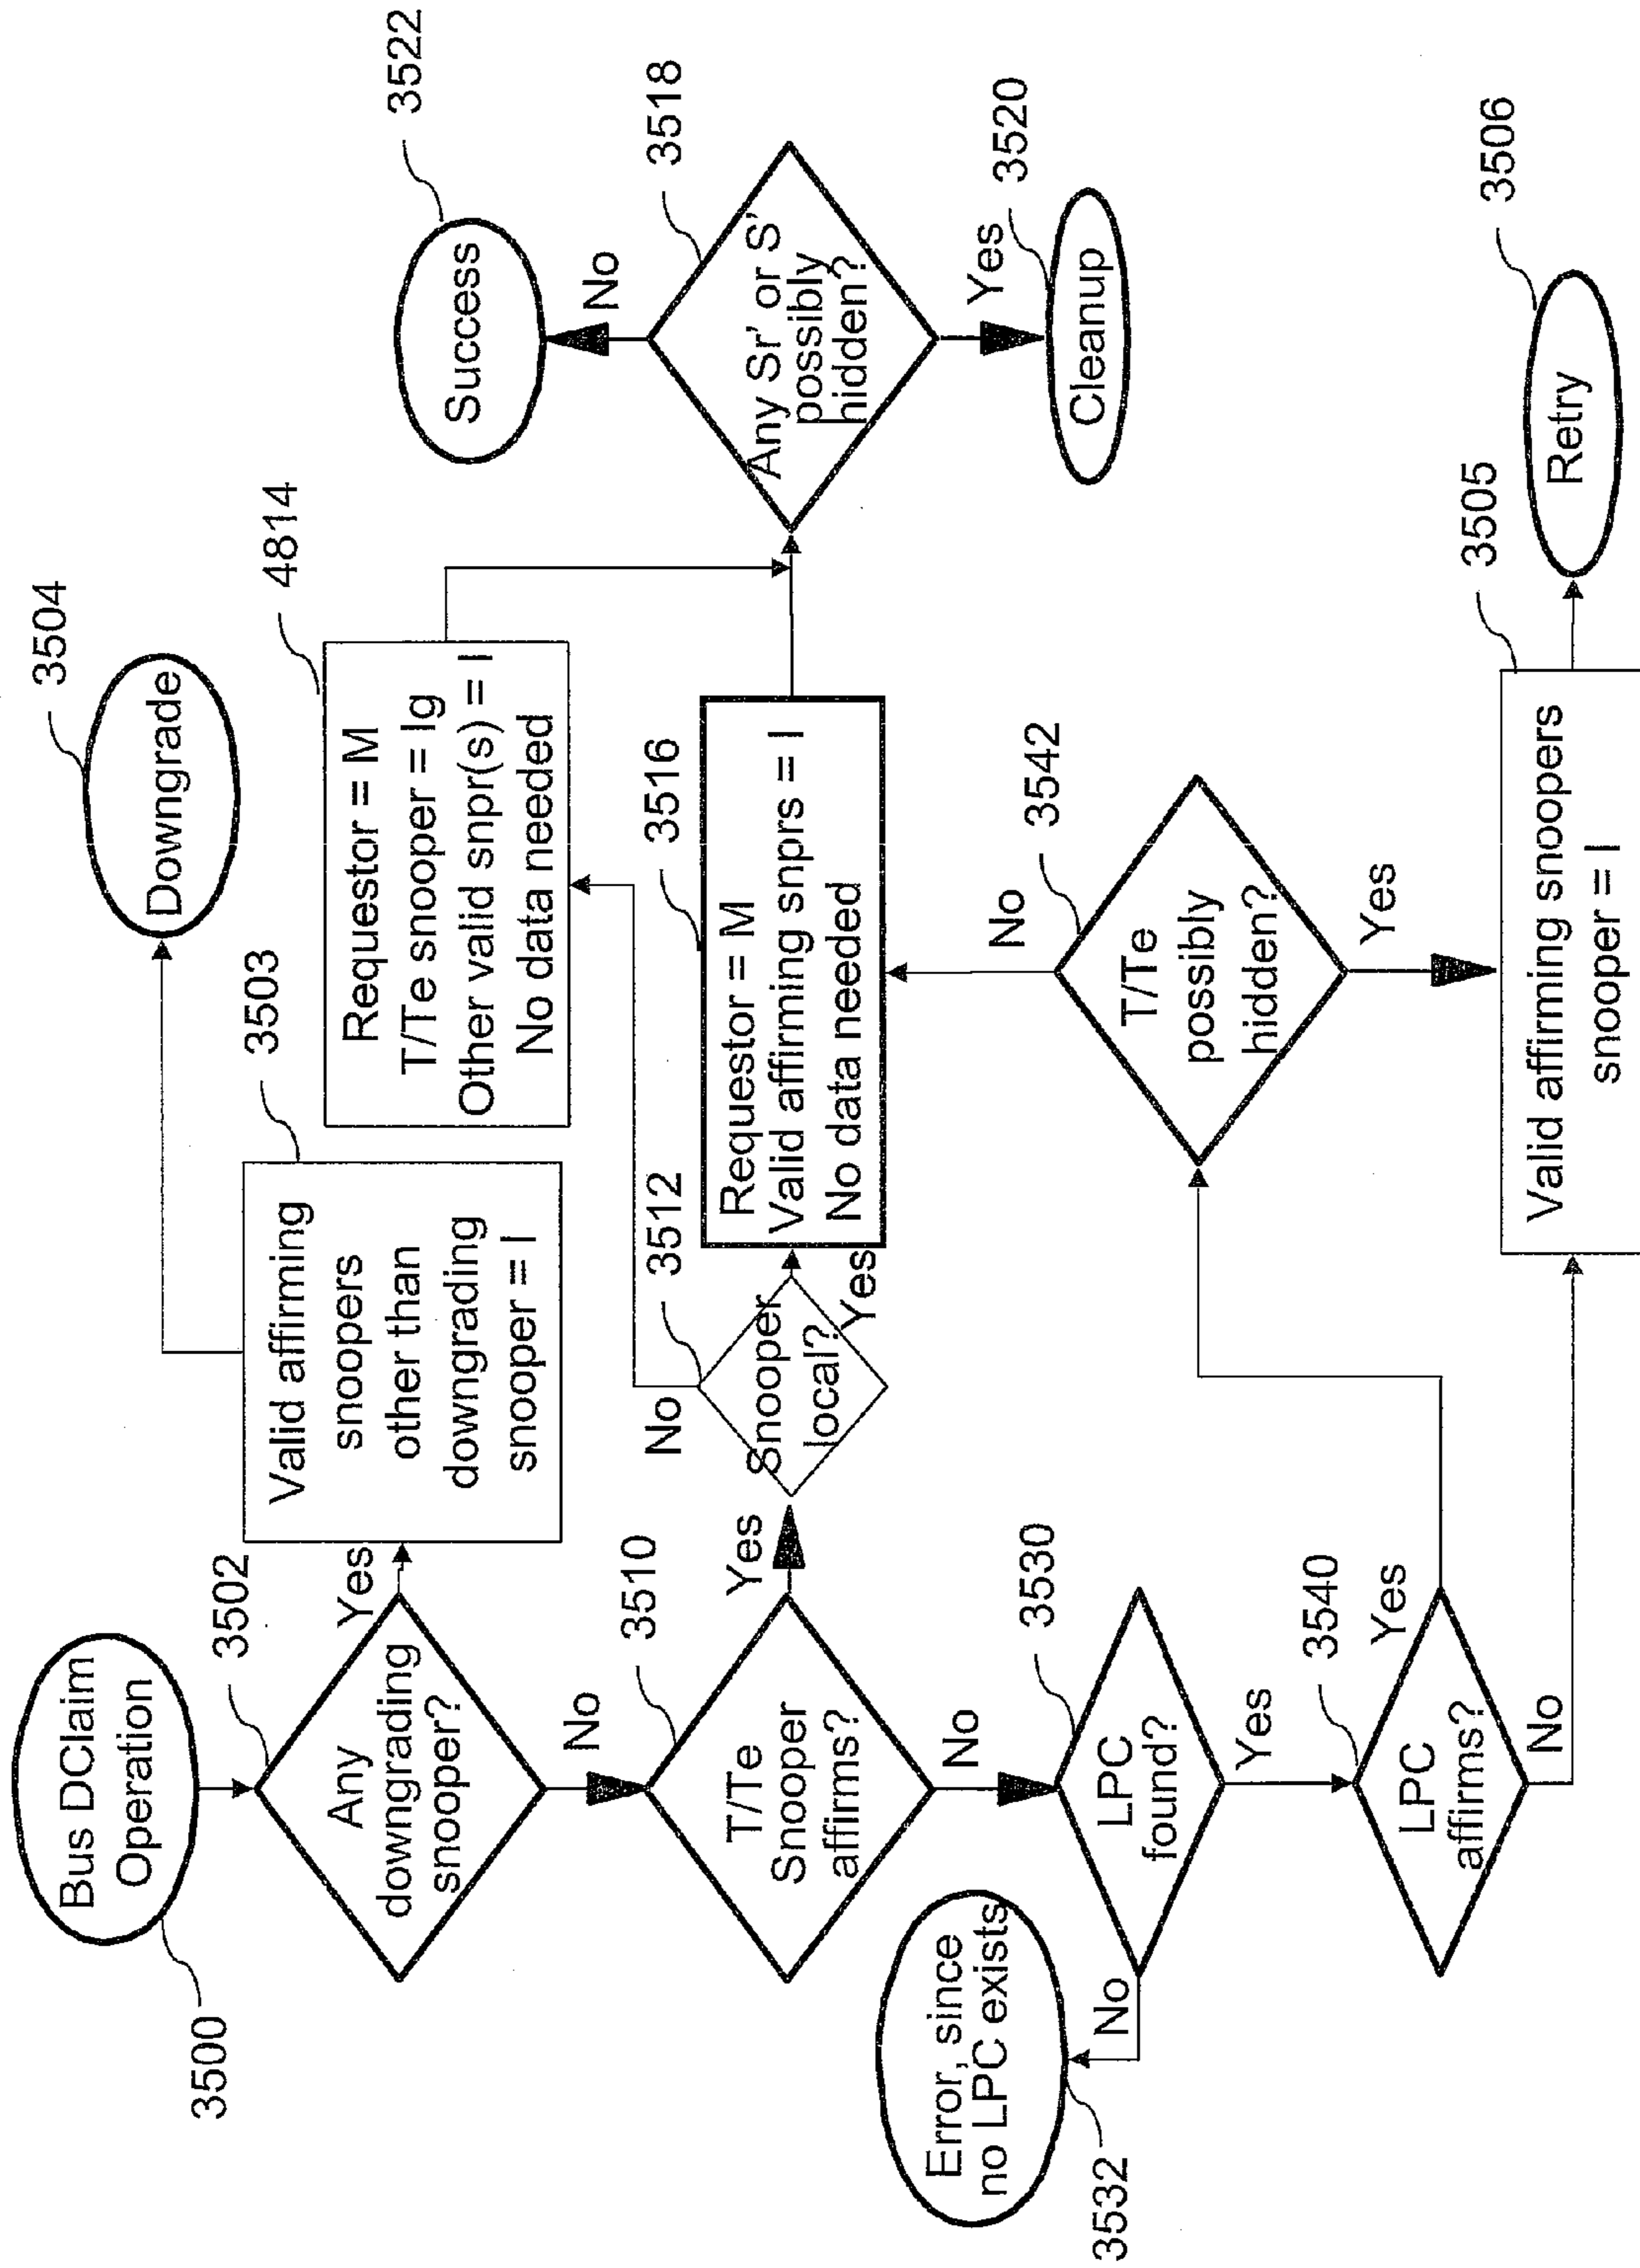 Bus DClaim
Operation
3500
Any
downgrading
snooper?
3502
Yes
No
Valid affirming
snoopers
other than
downgrading
snooper = I
3503
Downgrade
3504
T/Te
Snooper
affirms?
3510
Yes
No
Snooper
local?
3512
No
Yes
Requestor = M
T/Te snooper = Ig
Other valid snpr(s) = I
No data needed
4814
Requestor = M
Valid affirming snprs = I
No data needed
3516
Any Sr' or S'
possibly
hidden?
3518
No
Yes
Success
3522
Cleanup
3520
LPC
found?
3530
No
Yes
Error, since
no LPC exists
3532
LPC
affirms?
3540
Yes
No
T/Te
possibly
hidden?
3542
No
Yes
Valid affirming snoopers
snooper = I
3505
Retry
3506